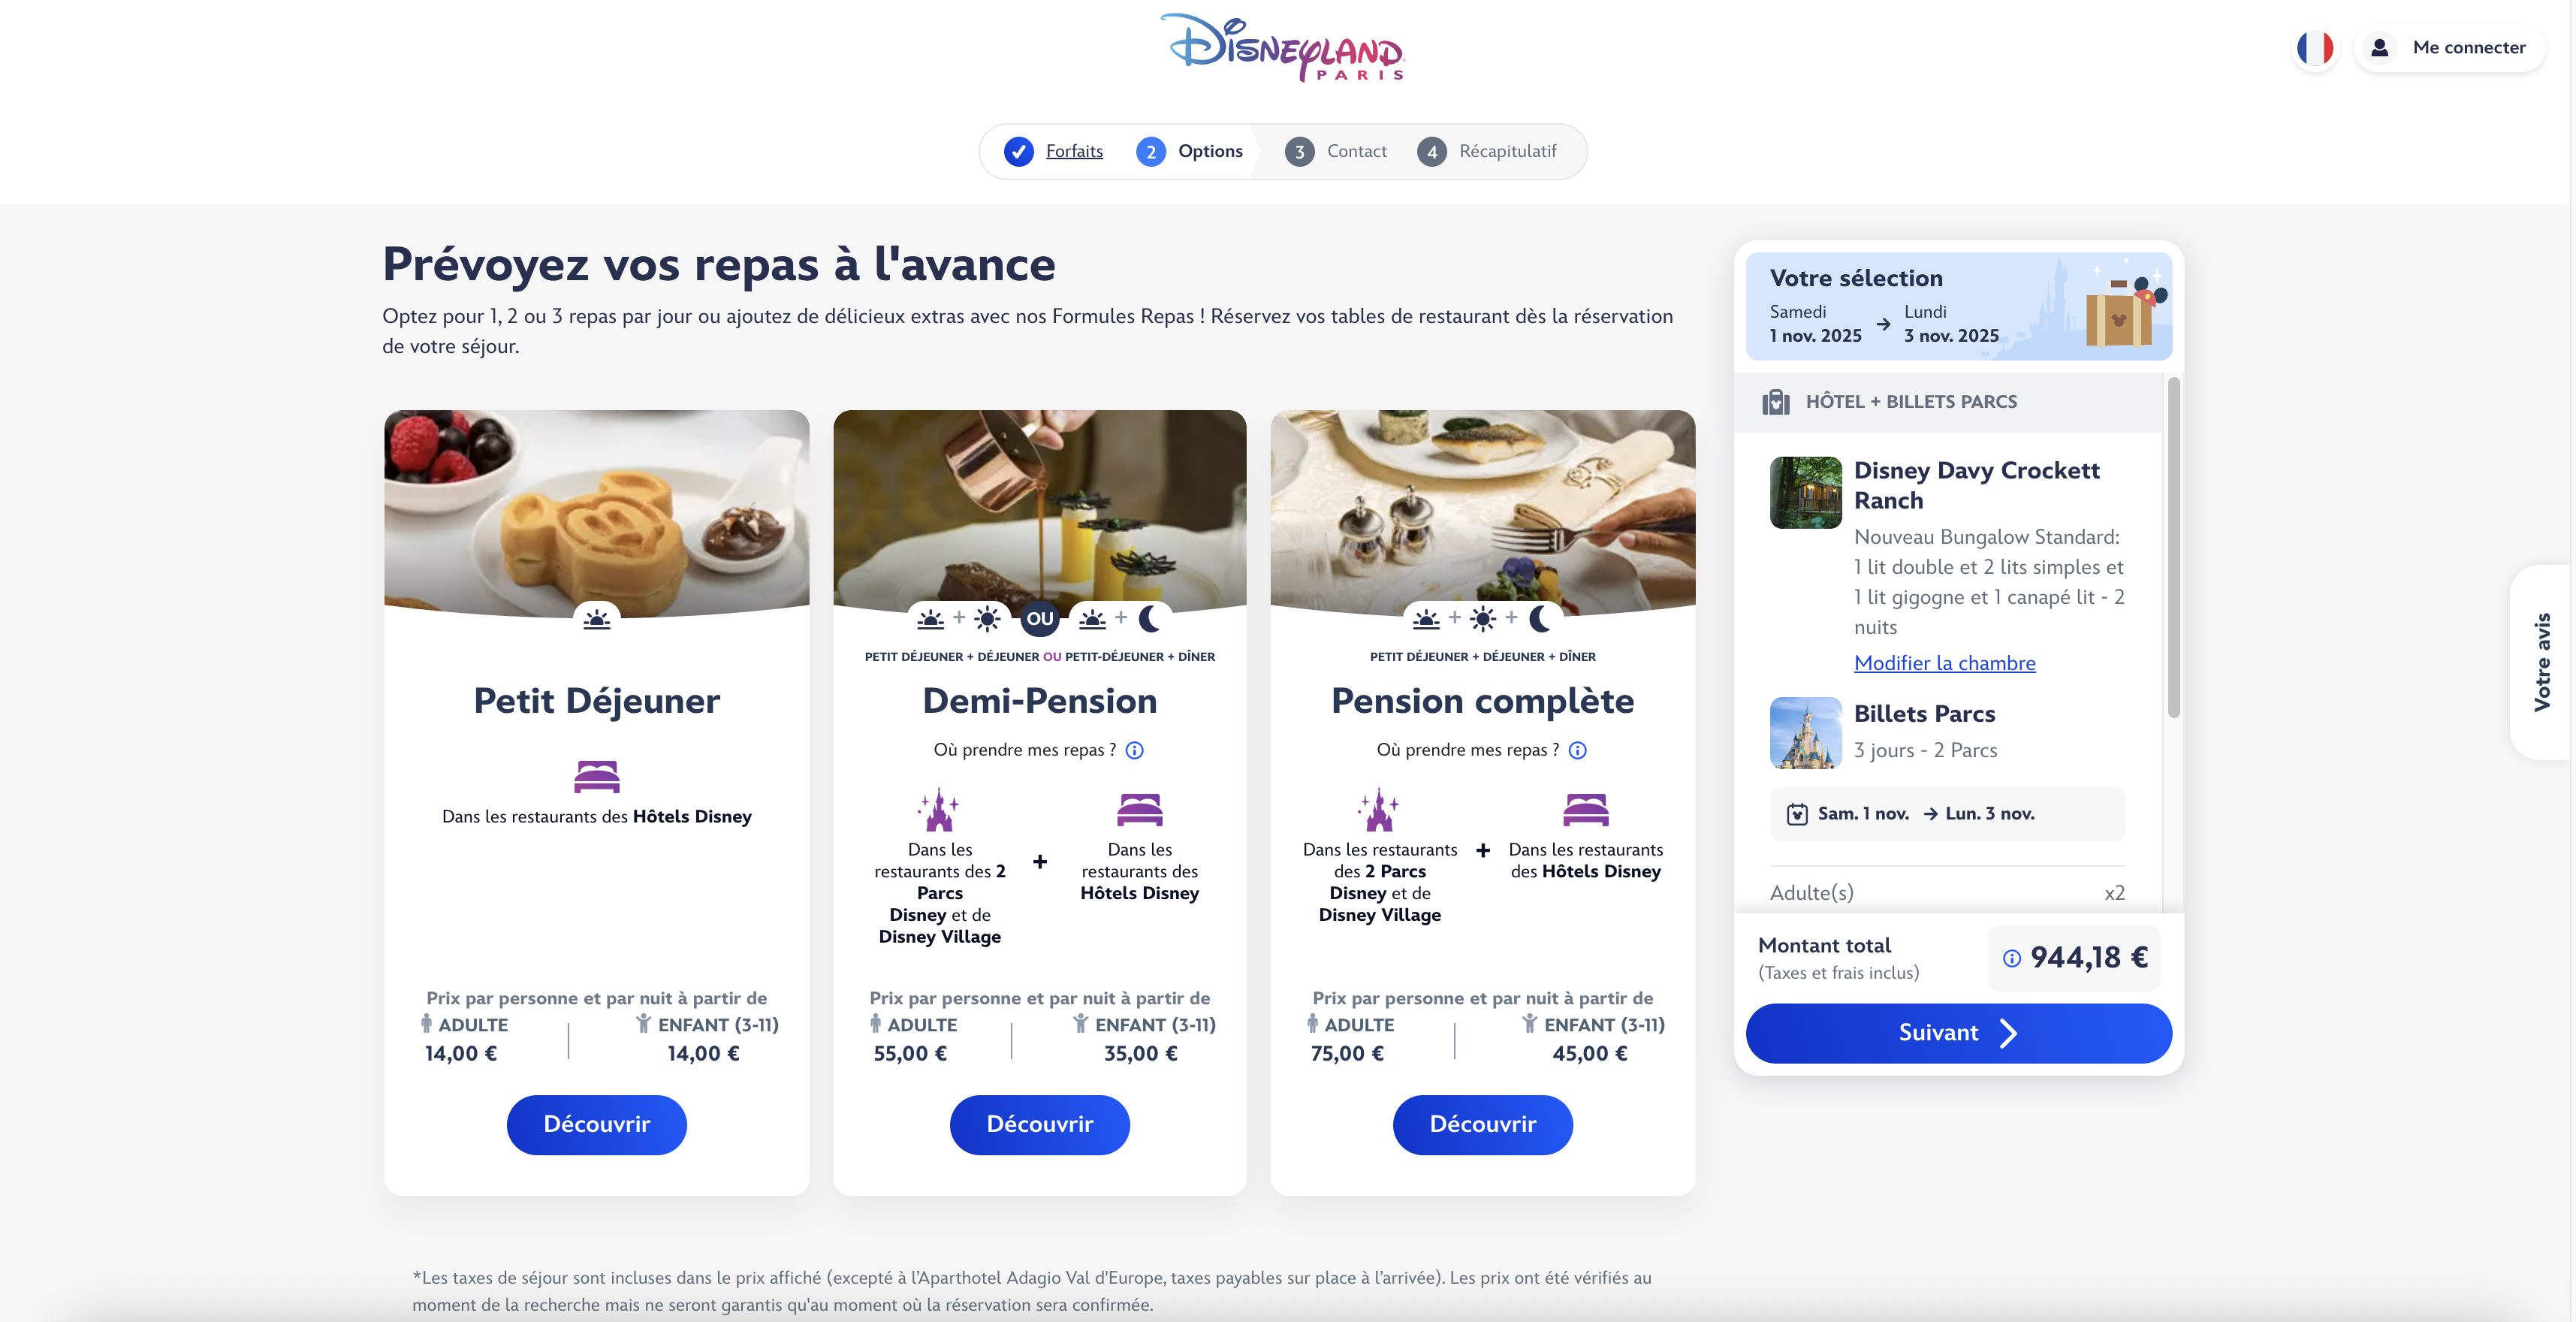 Disneyland
PARIS
Me connecter
Forfaits
2 Options
3 Contact
4 Récapitulatif
Prévoyez vos repas à l'avance
Optez pour 1, 2 ou 3 repas par jour ou ajoutez de délicieux extras avec nos Formules Repas ! Réservez vos tables de restaurant dès la réservation
de votre séjour.
Petit Déjeuner
Dans les restaurants des Hôtels Disney
Prix par personne et par nuit à partir de
ADULTE
14,00 €
ENFANT (3-11)
14,00 €
Découvrir
+
OU
+
PETIT DÉJEUNER + DÉJEUNER OU PETIT-DÉJEUNER + DÎNER
Demi-Pension
Où prendre mes repas ?
Dans les
restaurants des 2
Parcs
Disney et de
Disney Village
+
Dans les
restaurants des
Hôtels Disney
Prix par personne et par nuit à partir de
ADULTE
55,00 €
ENFANT (3-11)
35,00 €
Découvrir
+
+
PETIT DÉJEUNER + DÉJEUNER + DÎNER
Pension complète
Où prendre mes repas ?
Dans les restaurants
des 2 Parcs
Disney et de
Disney Village
+
Dans les restaurants
des Hôtels Disney
Prix par personne et par nuit à partir de
ADULTE
75,00 €
ENFANT (3-11)
45,00 €
Découvrir
*Les taxes de séjour sont incluses dans le prix affiché (excepté à l'Aparthotel Adagio Val d'Europe, taxes payables sur place à l'arrivée). Les prix ont été vérifiés au
moment de la recherche mais ne seront garantis qu'au moment où la réservation sera confirmée.
Votre sélection
Samedi
1 nov. 2025
Lundi
3 nov. 2025
HÔTEL + BILLETS PARCS
Disney Davy Crockett
Ranch
Nouveau Bungalow Standard:
1 lit double et 2 lits simples et
1 lit gigogne et 1 canapé lit - 2
nuits
Modifier la chambre
Billets Parcs
3 jours - 2 Parcs
Sam. 1 nov. → Lun. 3 nov.
Adulte(s) x2
Montant total
(Taxes et frais inclus)
944,18 €
Suivant
Votre avis